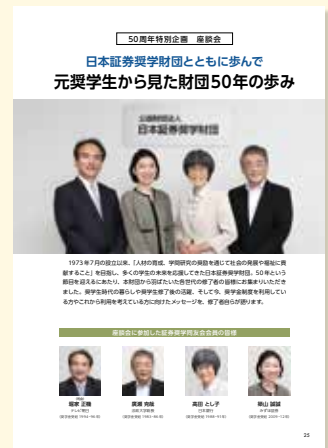 50周年特別企画　座談会
日本証券奨学財団とともに歩んで
元奨学生から見た財団50年の歩み
公益財団法人
日本証券奨学財団
1973年7月の設立以来、「人材の育成、学問研究の奨励を通じて社会の発展や福祉に貢
献すること」を目指し、多くの学生の未来を応援してきた日本証券奨学財団。50年という
節目を迎えるにあたり、本財団から羽ばたいた各世代の修了者の皆様にお集まりいただき
ました。奨学生時代の暮らしや奨学生修了後の活躍、そして今、奨学金制度を利用してい
る方やこれから利用を考えている方に向けたメッセージを、修了者自らが語ります。
座談会に参加した証券奨学同友会会員の皆様
高田 とし子
25